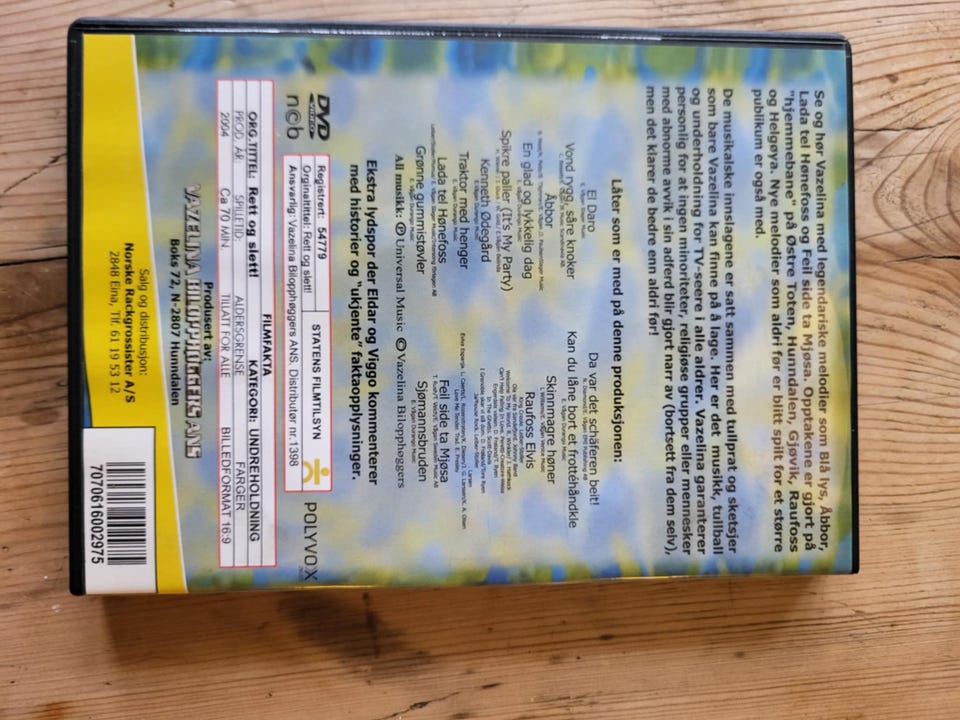 Se og hør Vazelina med legendariske melodier som Blå lys, Åbbor,
Lada tel Hønefoss og Feil side ta Mjøsa. Opptakene er gjort på
"hjemmebane" på Østre Toten, Hunndalen, Gjøvik, Raufoss
og Helgøya. Nye melodier som aldri før er blitt spilt for et større
publikum er også med.
De musikalske innslagene er satt sammen med tullprat og sketsjer
som bare Vazelina kan finne på å lage. Her er det musikk, tullball
og underholdning for TV-seere i alle aldrer. Vazelina garanterer
personlig for at ingen minoriteter, religiøse grupper eller mennesker
med abnorme avvik i sin adferd blir gjort narr av (bortsett fra dem selv),
men det klarer de bedre enn aldri før!
Låter som er med på denne produksjonen:
El Daro
Vond rygg, såre knoker
Åbbor
En glad og lykkelig dag
Spikre paller (It's My Party)
Kenneth Ødegård
Traktor med henger
Lada tel Hønefoss
Grønne gummistøvler
Da var det schäferen beit!
Kan du låne bort et rottehåndkle
Skinnmagre høner
Raufoss Elvis
Feil side ta Mjøsa
Sjømannsbruden
All musikk: Ⓟ Universal Music © Vazelina Bilopphøggers
Ekstra lydspor der Eldar og Viggo kommenterer
med historier og "ukjente" faktaopplysninger.
DVD
VIDEO
ncb
Registrert: 54779
STATENS FILMTILSYN
Orginaltittel: Rett og slett!
Ansvarlig: Vazelina Bilopphøggers ANS. Distributør nr.1398
POLYVOX
FILMFAKTA
ORG.TITTEL: Rett og slett! KATEGORI: UNDREEHOLDNING
PROD.ÅR: SPILLETID: ALDERSGRENSE: FARGER
2004 Ca 70 MIN. TILLATT FOR ALLE BILLEDFORMAT 16:9
Produsert av:
VAZELINA BILOPPHØGGERS ANS
Boks 72, N-2807 Hunndalen
Salg og distribusjon:
Norske Rackgrossister A/S
2848 Eina, Tlf. 61 19 53 12
7070616002975